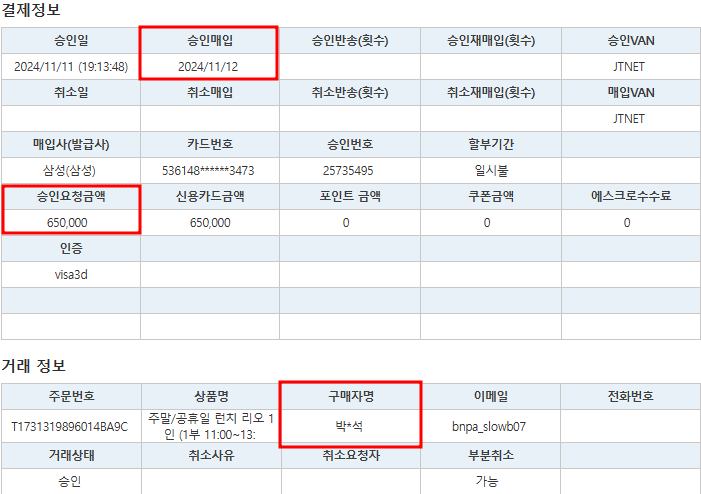 결제정보
승인일 승인매입 승인반송(횟수) 승인재매입(횟수) 승인VAN
2024/11/11 (19:13:48) 2024/11/12 JTNET
취소일 취소매입 취소반송(횟수) 취소재매입(횟수) 매입VAN
JTNET
매입사(발급사) 카드번호 승인번호 할부기간
삼성(삼성) 536148******3473 25735495 일시불
승인요청금액 신용카드금액 포인트 금액 쿠폰금액 에스크로수수료
650,000 650,000 0 0 0
인증
visa3d
거래 정보
주문번호 상품명 구매자명 이메일 전화번호
T1731319896014BA9C 주말/공휴일 런치 리오 1 박*석 bnpa_slowb07
인 (1부 11:00~13:
거래상태 취소사유 취소요청자 부분취소
승인 가능